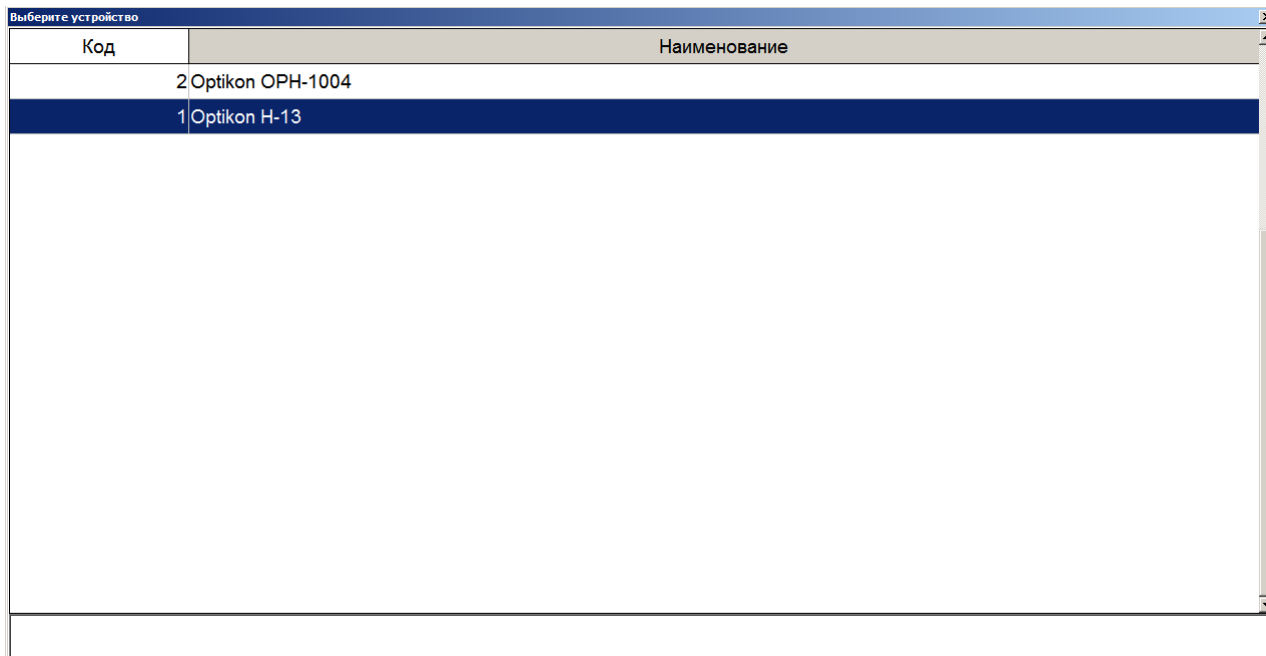 Выберите устройство
Код Наименование
2 Optikon OPH-1004
1 Optikon H-13